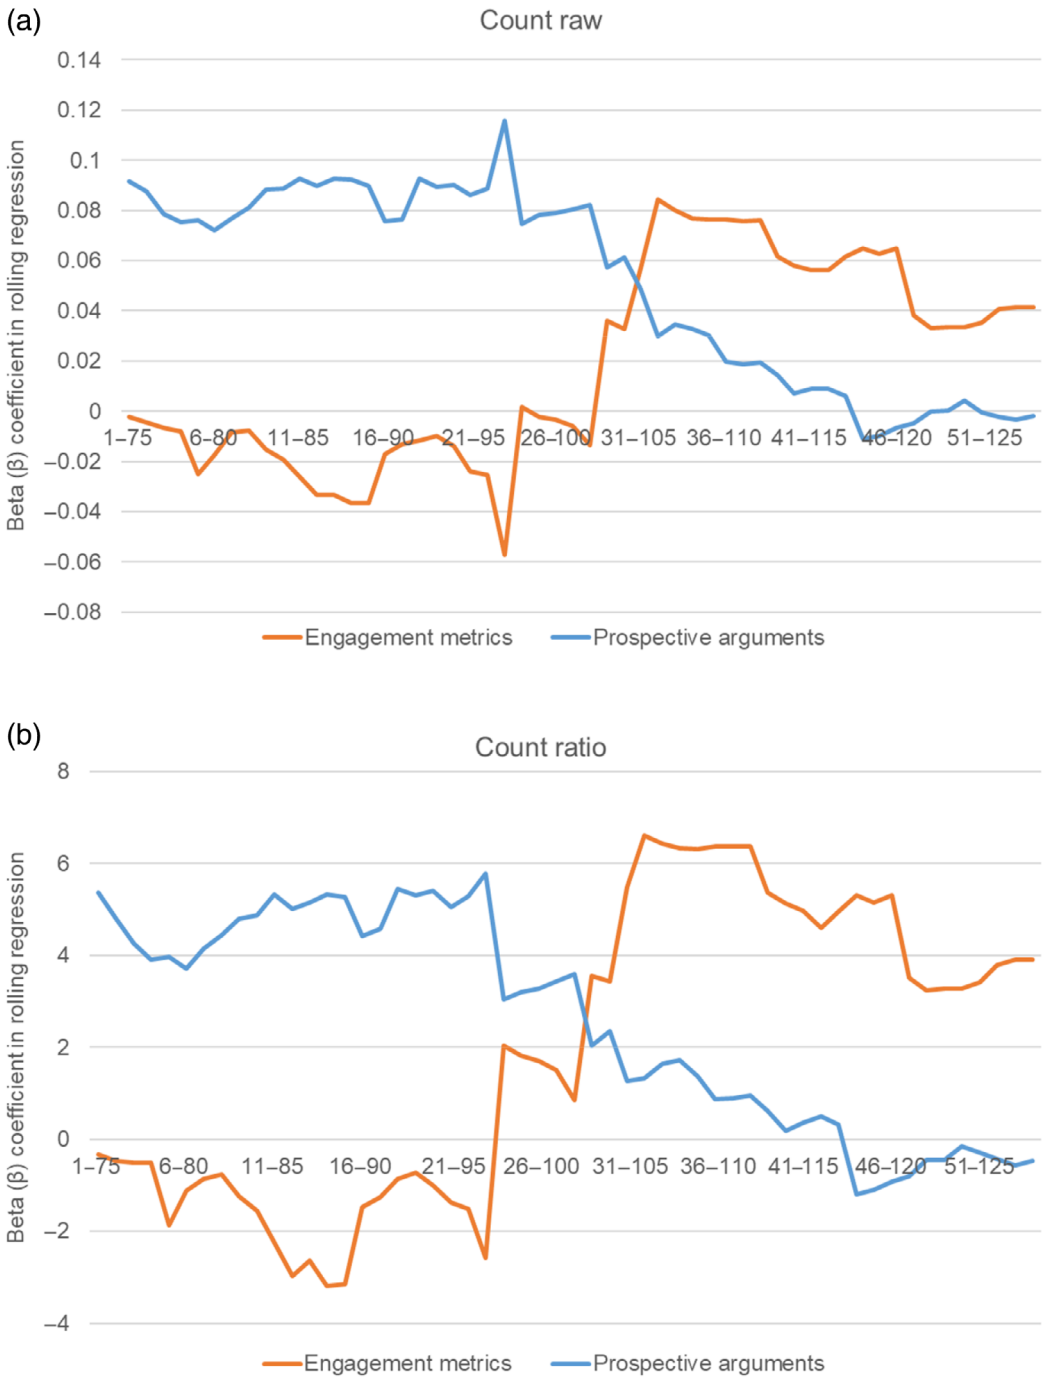 (a)
Count raw
Beta (β) coefficient in rolling regression
0.14
0.12
0.1
0.08
0.06
0.04
0.02
0
–0.02
–0.04
–0.06
–0.08
1–75 6–80 11–85 16–90 21–95 26–100 31–105 36–110 41–115 46–120 51–125
Engagement metrics Prospective arguments
(b)
Count ratio
Beta (β) coefficient in rolling regression
8
6
4
2
0
–2
–4
1–75 6–80 11–85 16–90 21–95 26–100 31–105 36–110 41–115 46–120 51–125
Engagement metrics Prospective arguments